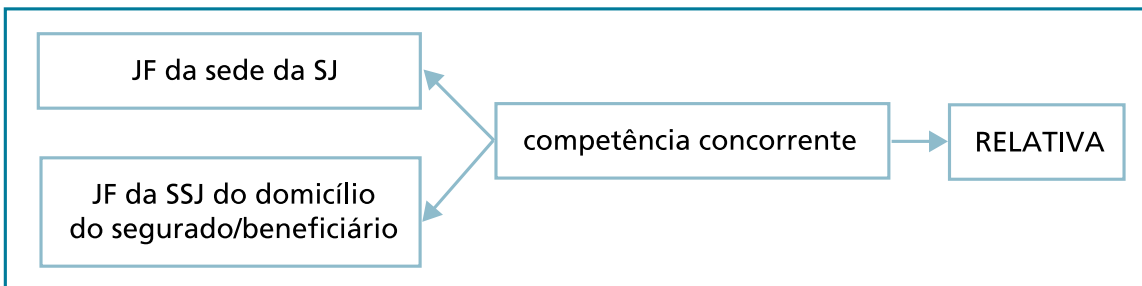 JF da sede da SJ
JF da SSJ do domicílio
do segurado/beneficiário
competência concorrente
RELATIVA